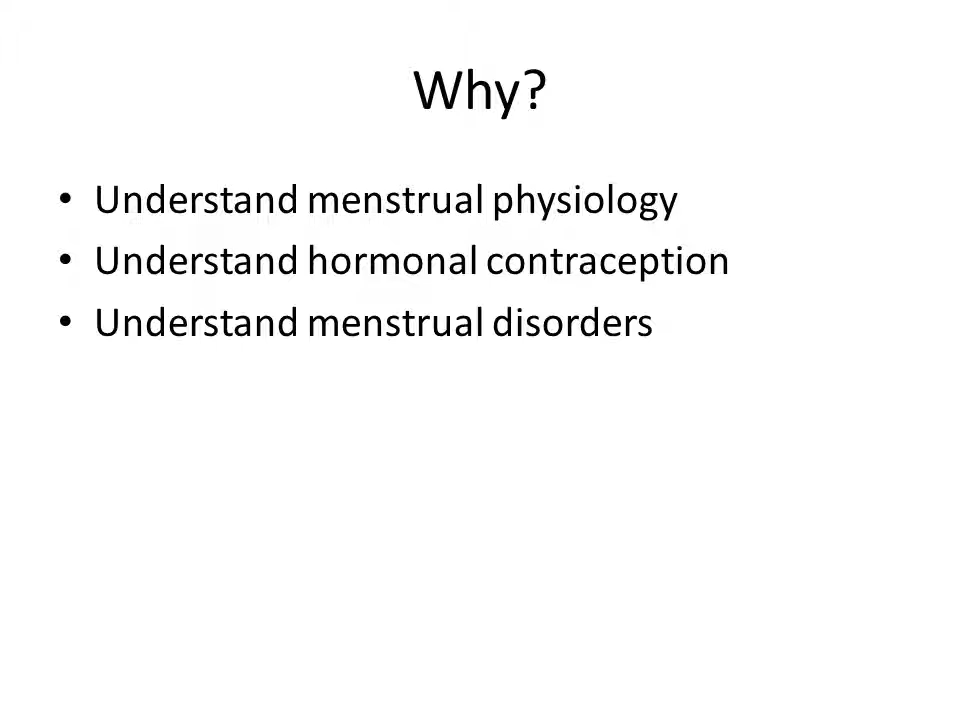 Why?
• Understand menstrual physiology
• Understand hormonal contraception
• Understand menstrual disorders